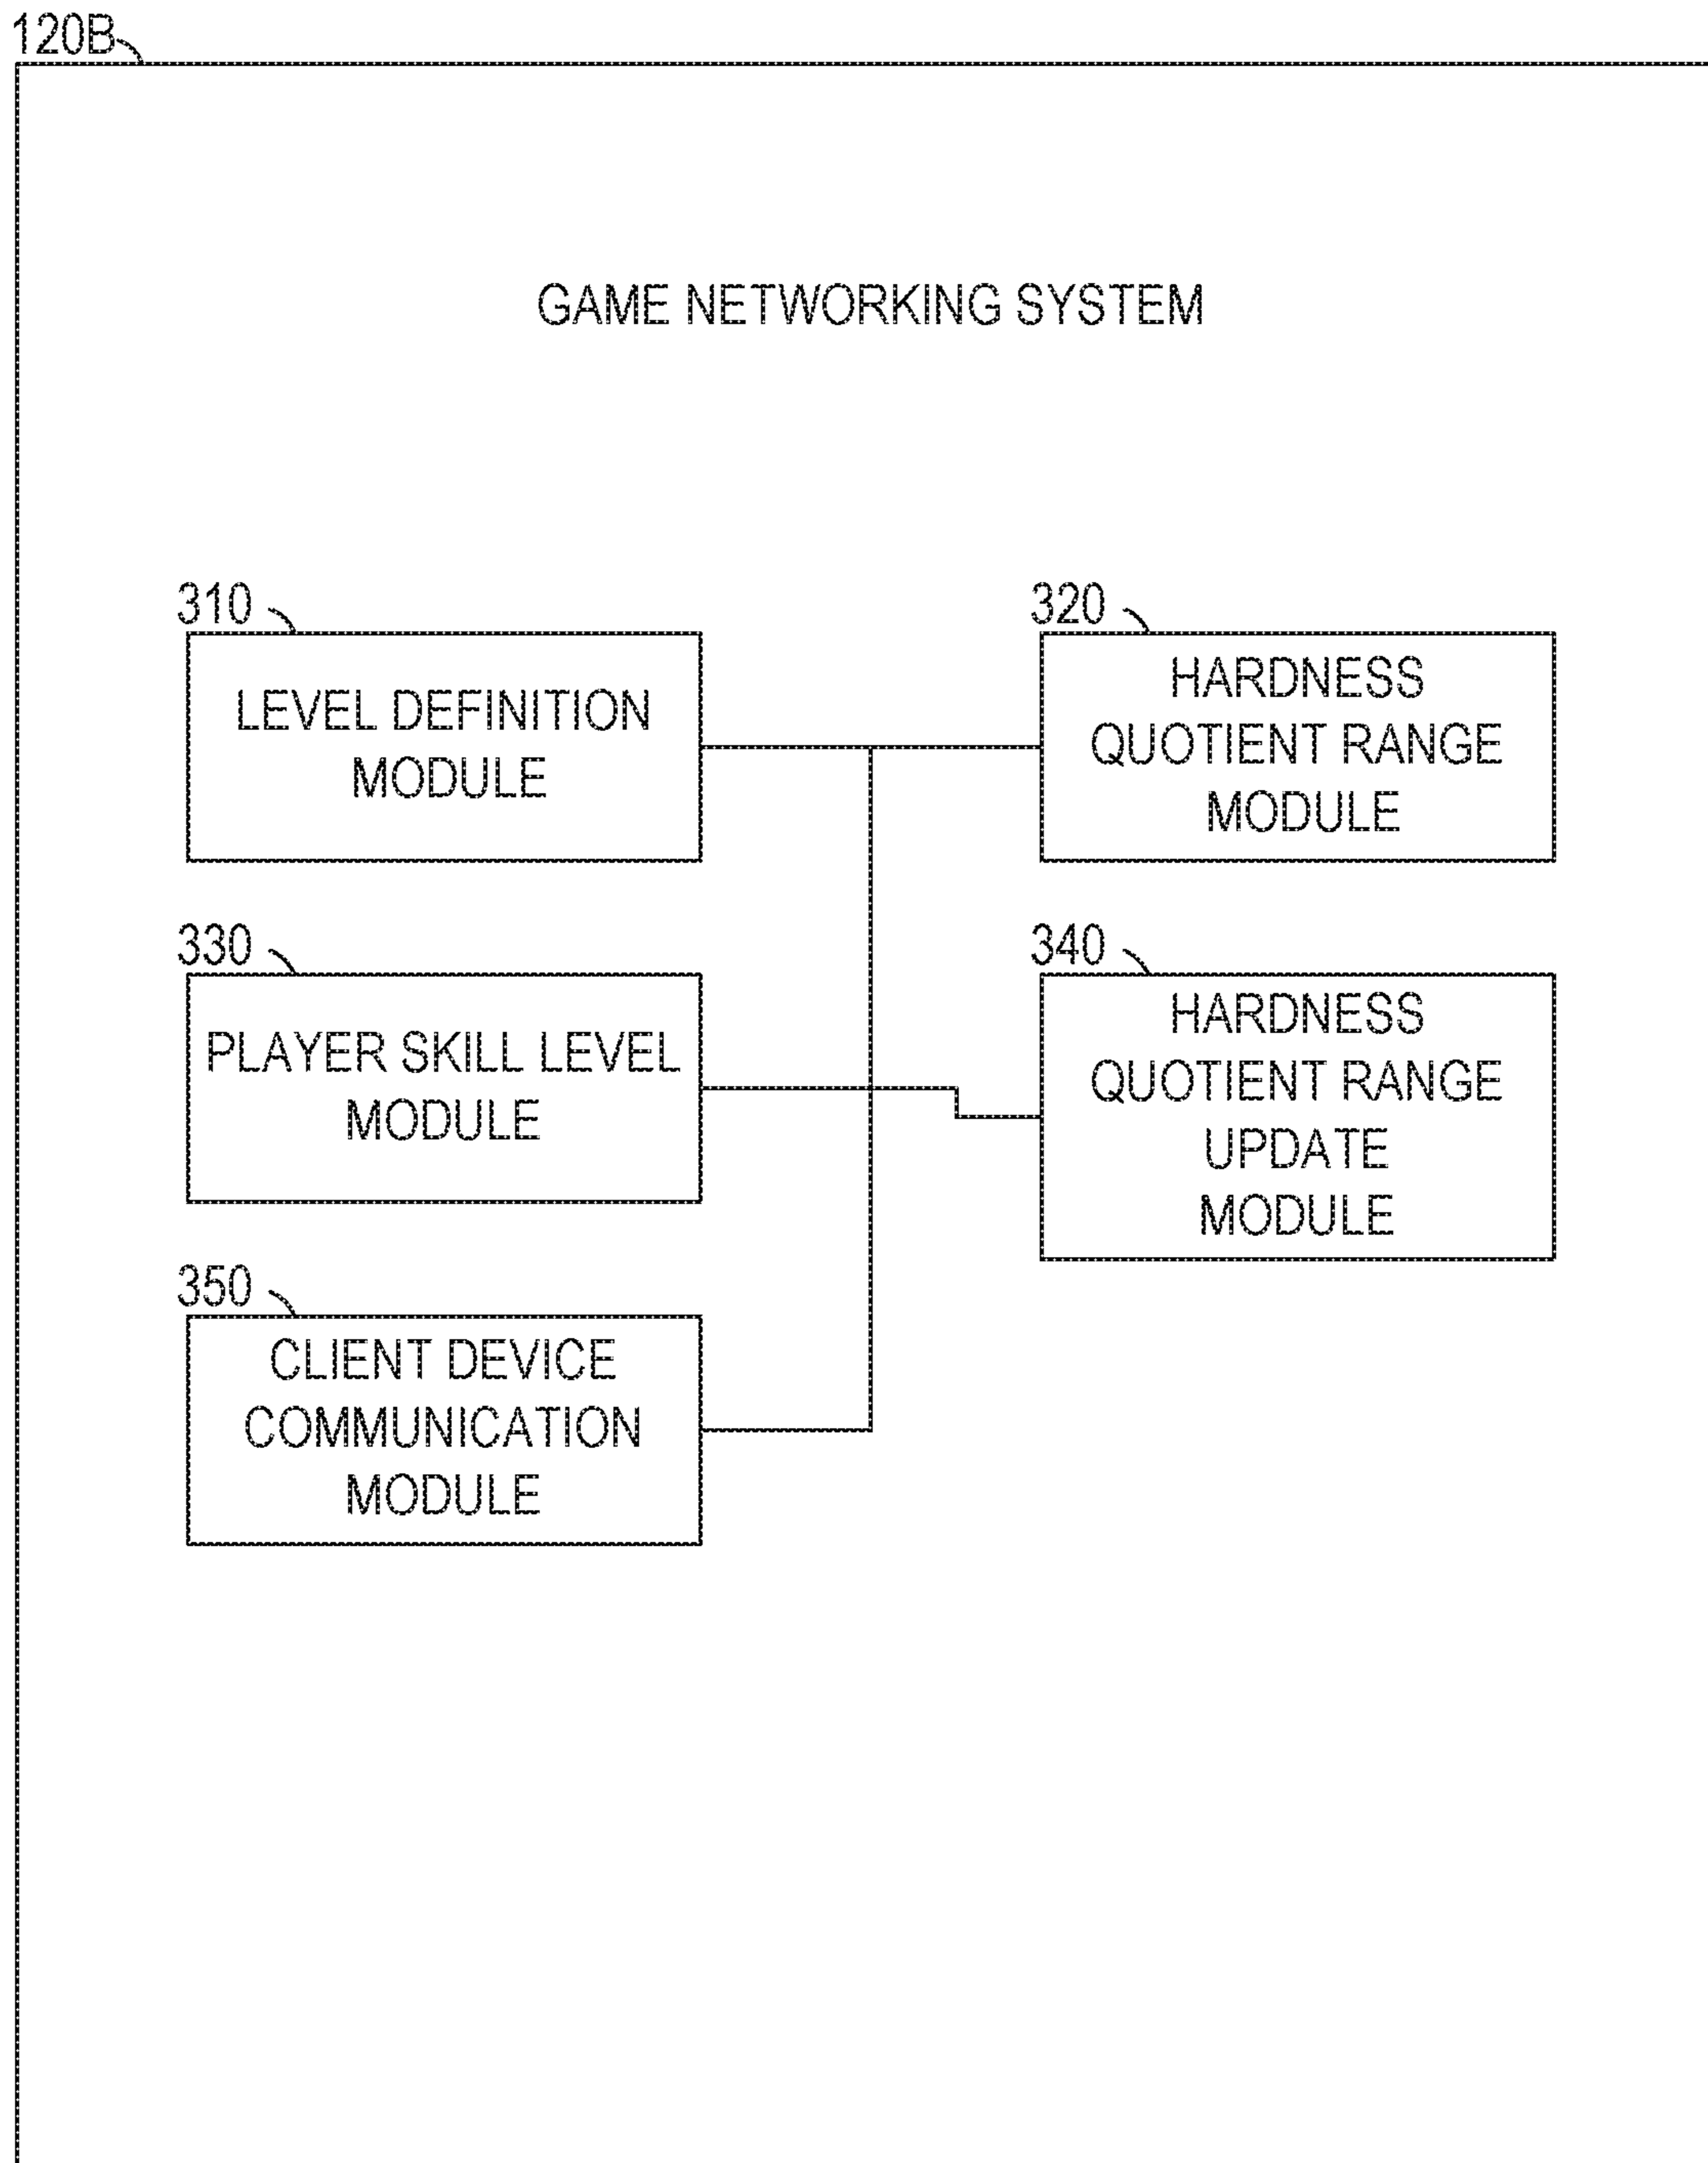 120B
GAME NETWORKING SYSTEM
310
LEVEL DEFINITION
MODULE
320
HARDNESS
QUOTIENT RANGE
MODULE
330
PLAYER SKILL LEVEL
MODULE
340
HARDNESS
QUOTIENT RANGE
UPDATE
MODULE
350
CLIENT DEVICE
COMMUNICATION
MODULE